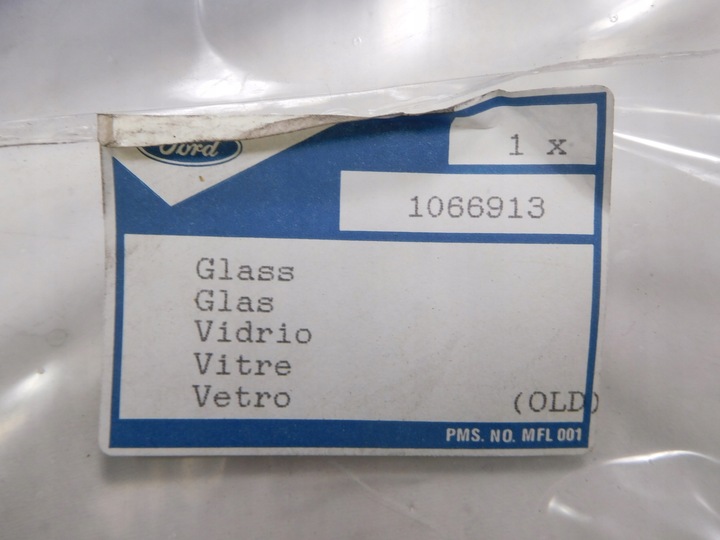 Ford
1 x
1066913
Glass
Glas
Vidrio
Vitre
Vetro
(OLD)
PMS. NO. MFL 001